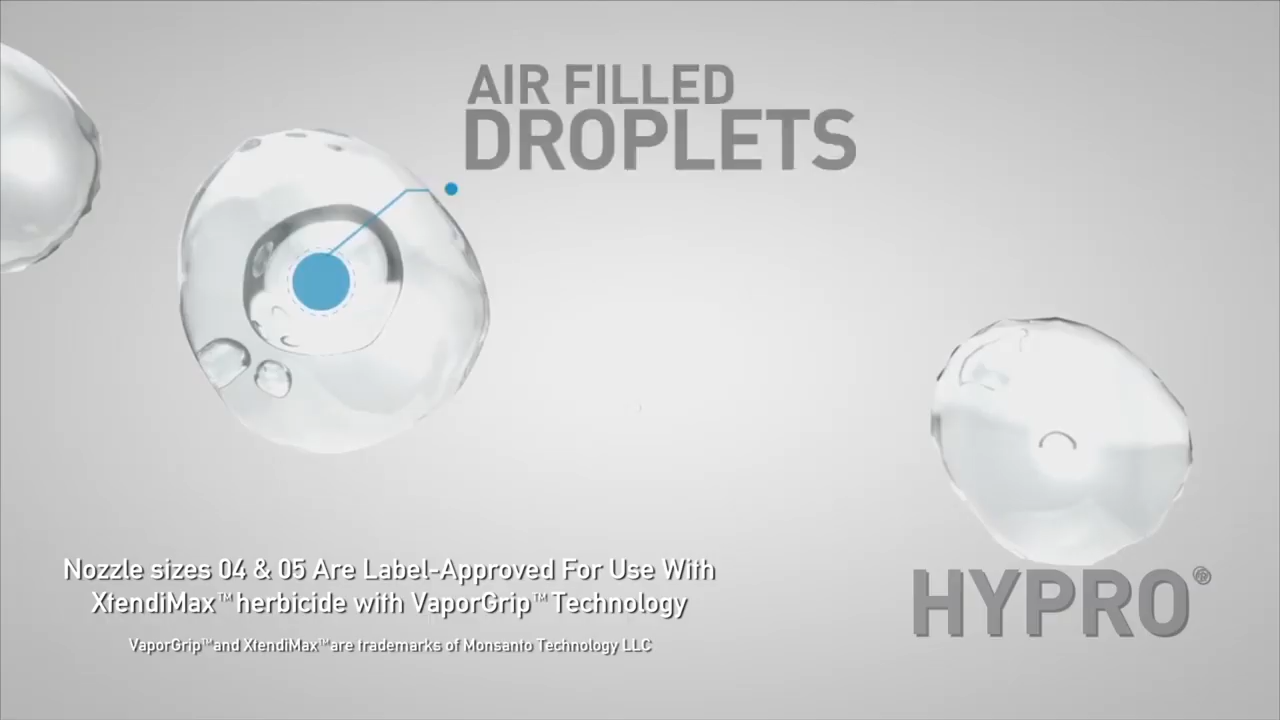 AIR FILLED
DROPLETS
Nozzle sizes 04 & 05 Are Label-Approved For Use With
XtendiMax™ herbicide with VaporGrip™ Technology
VaporGrip™ and XtendiMax™ are trademarks of Monsanto Technology LLC
HYPRO®